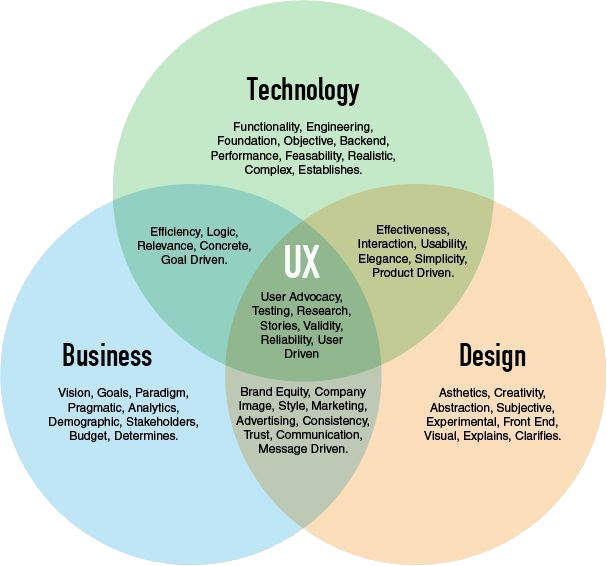 Technology
Functionality, Engineering,
Foundation, Objective, Backend,
Performance, Feasability, Realistic,
Complex, Establishes.
Efficiency, Logic,
Relevance, Concrete,
Goal Driven.
Effectiveness,
Interaction, Usability,
Elegance, Simplicity,
Product Driven.
UX
User Advocacy,
Testing, Research,
Stories, Validity,
Reliability, User
Driven
Business
Vision, Goals, Paradigm,
Pragmatic, Analytics,
Demographic, Stakeholders,
Budget, Determines.
Brand Equity, Company
Image, Style, Marketing,
Advertising, Consistency,
Trust, Communication,
Message Driven.
Design
Asthetics, Creativity,
Abstraction, Subjective,
Experimental, Front End,
Visual, Explains, Clarifies.